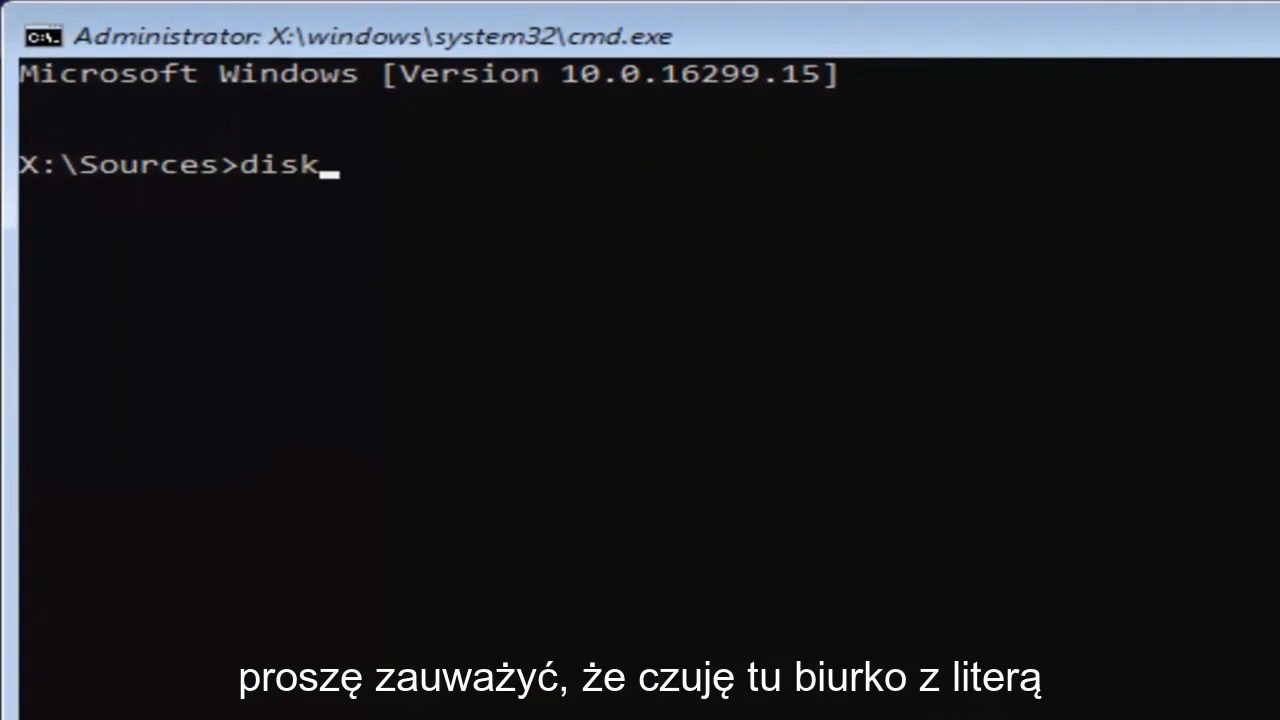 Administrator: X:\windows\system32\cmd.exe
Microsoft Windows [Version 10.0.16299.15]
X:\Sources>disk_
proszę zauważyć, że czuję tu biurko z literą